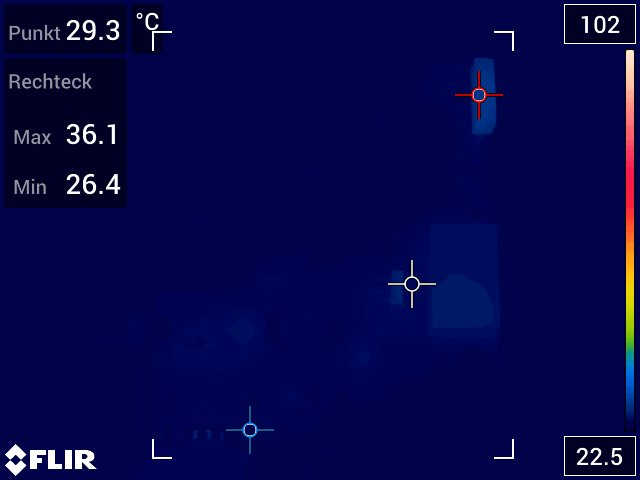 Punkt 29.3 °C
102
Rechteck
Max 36.1
Min 26.4
FLIR
22.5